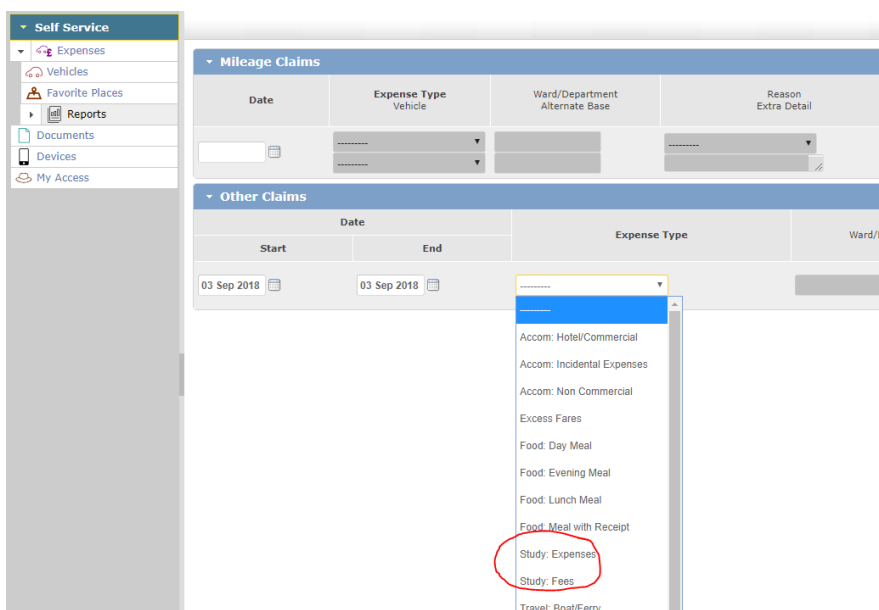 Self Service
Expenses
Vehicles
Favorite Places
Reports
Documents
Devices
My Access
Mileage Claims
Date
Expense Type
Vehicle
Ward/Department
Alternate Base
Reason
Extra Detail
---------
---------
---------
Other Claims
Date
Start
End
Expense Type
Ward/
03 Sep 2018
03 Sep 2018
---------
---------
Accom: Hotel/Commercial
Accom: Incidental Expenses
Accom: Non Commercial
Excess Fares
Food: Day Meal
Food: Evening Meal
Food: Lunch Meal
Food: Meal with Receipt
Study: Expenses
Study: Fees
Travel: Boat/Ferry